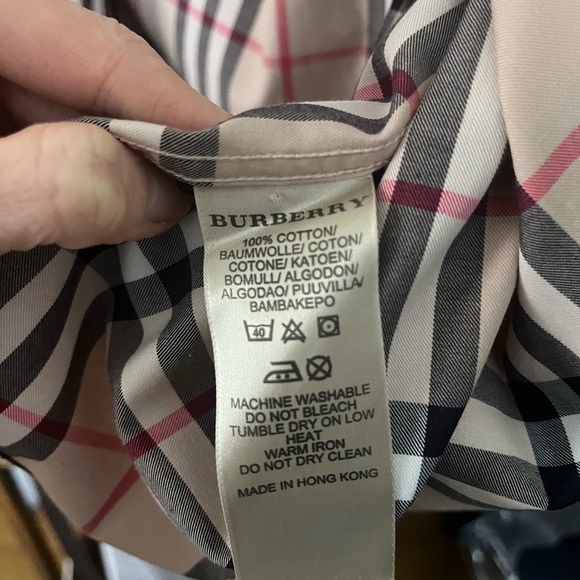 BURBERRY
100% COTTON/
BAUMWOLLE/ COTON/
COTONE/ KATOEN/
BOMULL/ ALGODON/
ALGODAO/ PUUVILLA/
BAMBAKEPO
40
MACHINE WASHABLE
DO NOT BLEACH
TUMBLE DRY ON LOW
HEAT
WARM IRON
DO NOT DRY CLEAN
MADE IN HONG KONG